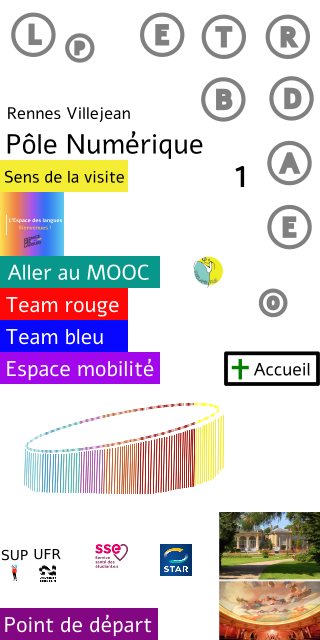 L P E T R
B D
Rennes Villejean
Pôle Numérique
A
Sens de la visite
1
L'Espace des langues
Bienvenues !
E
Aller au MOOC
Team rouge
O
Team bleu
Espace mobilité
Accueil
SUP UFR
sse
Service
santé des
étudiant·e·s
STAR
Point de départ